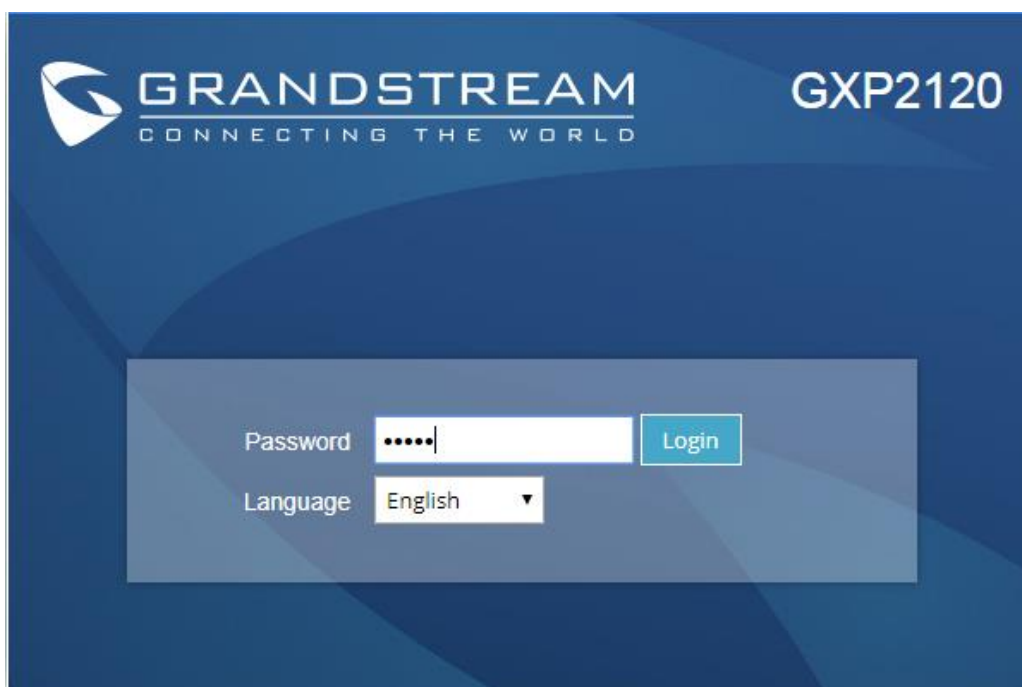 GRANDSTREAM
CONNECTING THE WORLD
GXP2120
Password ••••• Login
Language English